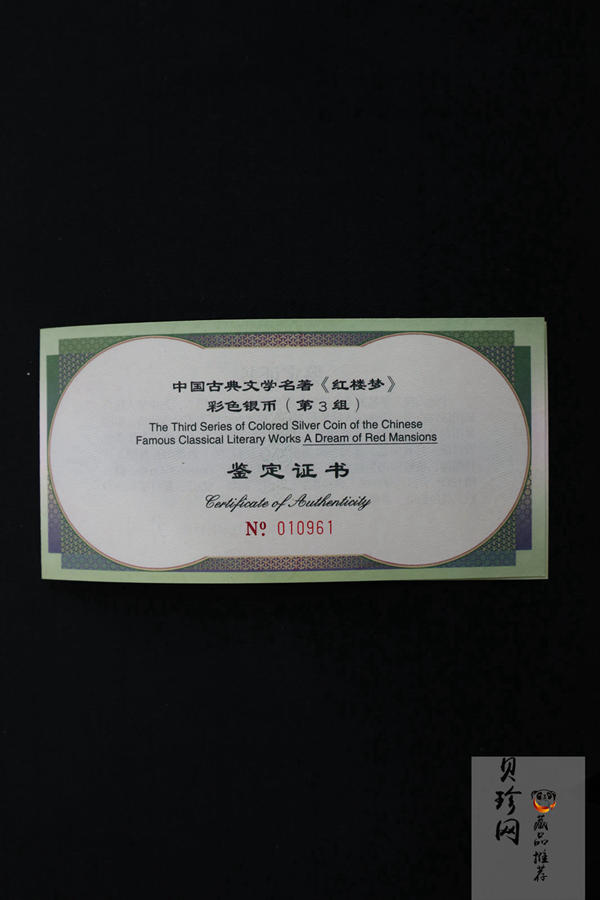 中国古典文学名著《红楼梦》
彩色银币（第3组）
The Third Series of Colored Silver Coin of the Chinese
Famous Classical Literary Works A Dream of Red Mansions
鉴定证书
Certificate of Authenticity
Nº 010961
贝珍网
藏品推荐